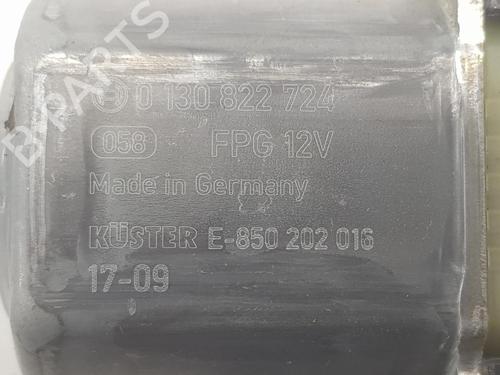 0 130 822 724
058 FPG 12V
Made in Germany
KÜSTER E-850 202 016
17-09
B-PARTS